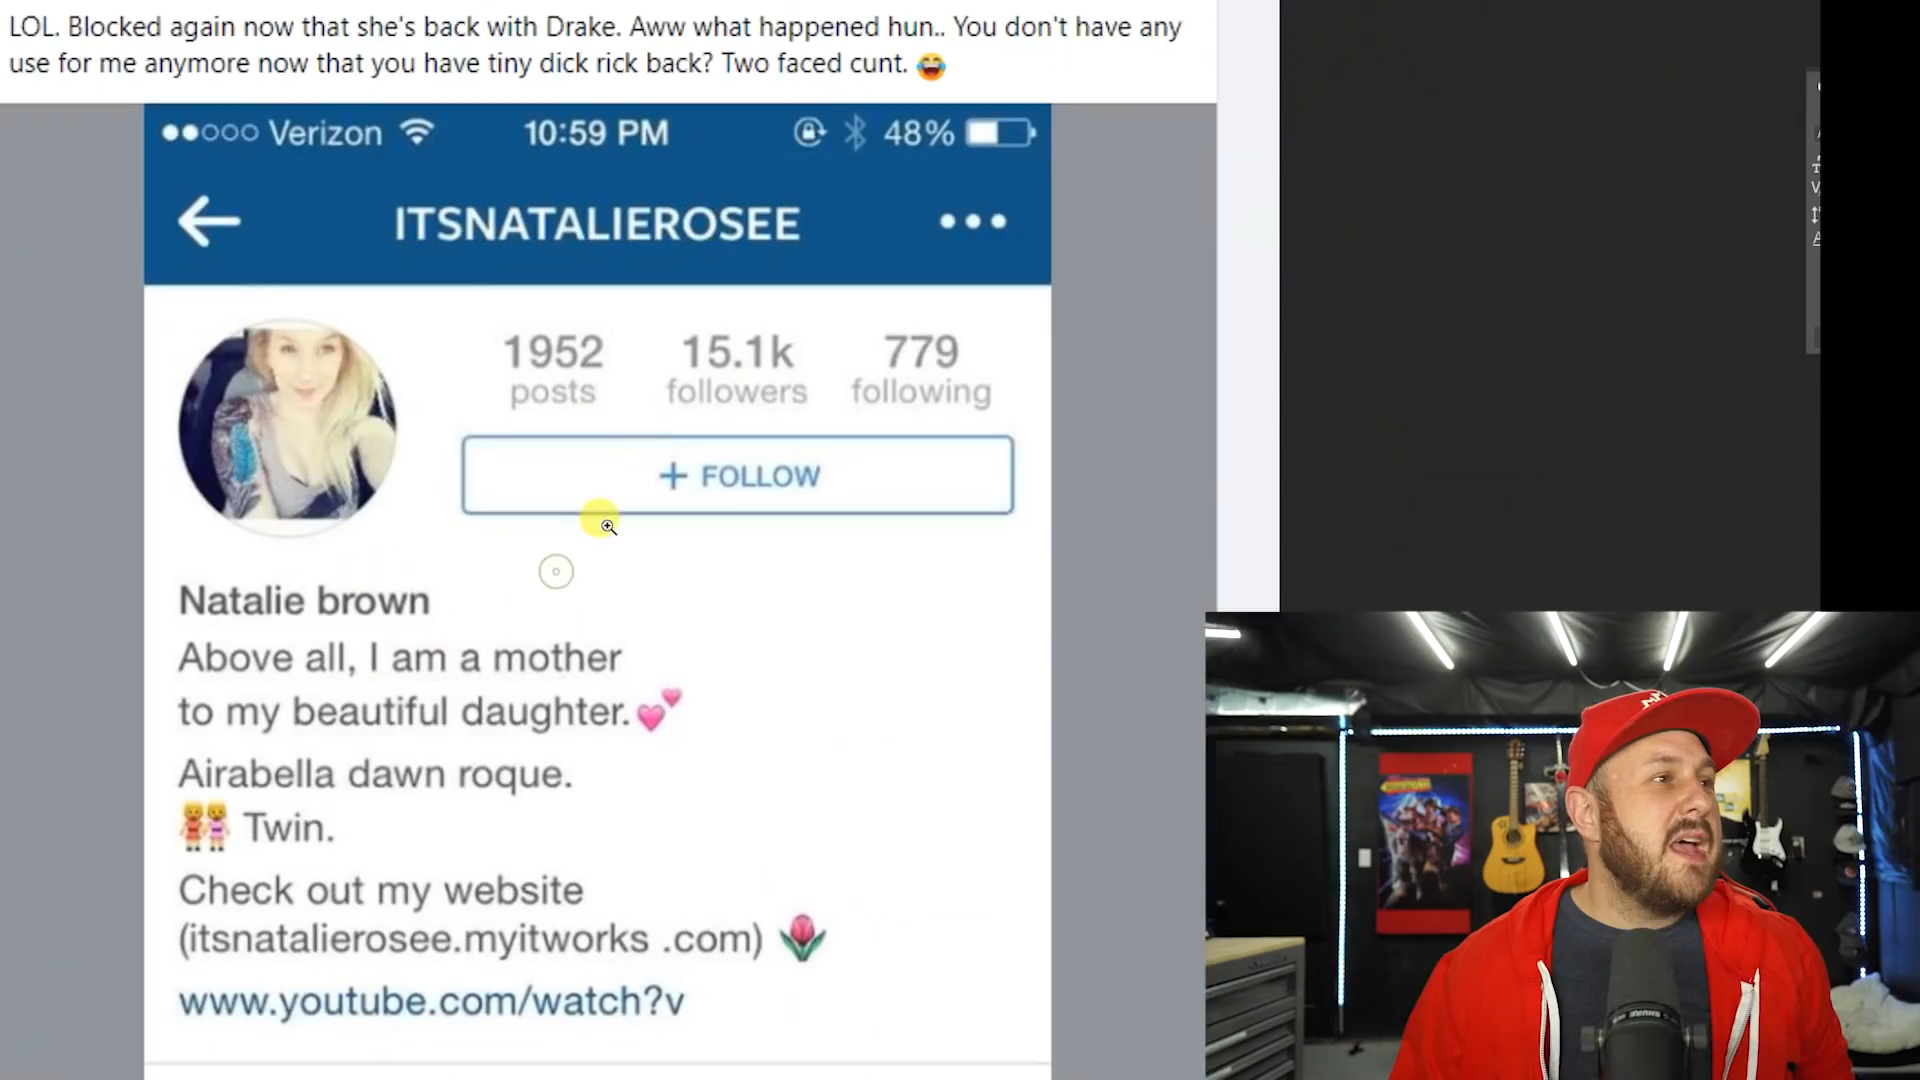 LOL. Blocked again now that she's back with Drake. Aww what happened hun.. You don't have any
use for me anymore now that you have tiny dick rick back? Two faced cunt. 😂
Verizon 10:59 PM 48%
ITSNATALIEROSEE
1952 15.1k 779
posts followers following
+ FOLLOW
Natalie brown
Above all, I am a mother
to my beautiful daughter.💕
Airabella dawn roque.
👭 Twin.
Check out my website
(itsnatalierosee.myitworks .com) 🌷
www.youtube.com/watch?v